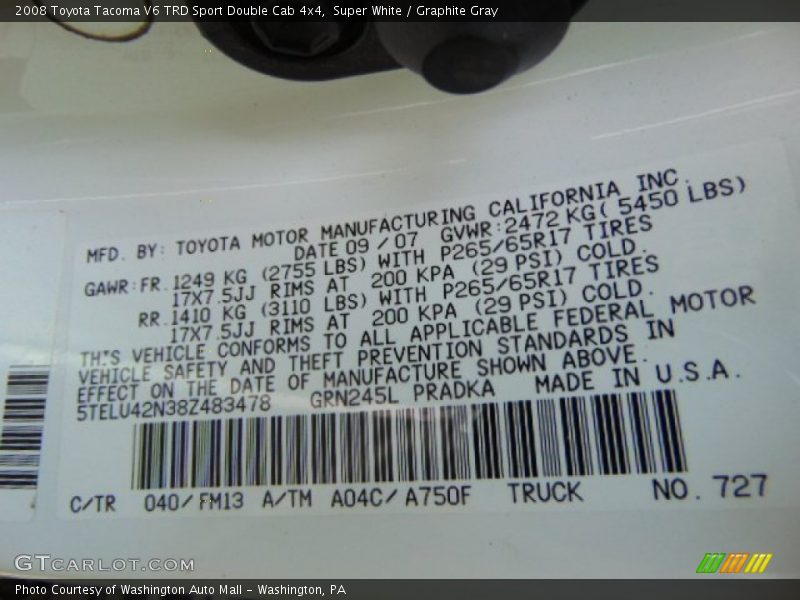 2008 Toyota Tacoma V6 TRD Sport Double Cab 4x4, Super White / Graphite Gray
MFD. BY: TOYOTA MOTOR MANUFACTURING CALIFORNIA INC.
DATE 09 / 07 GVWR: 2472 KG( 5450 LBS)
GAWR: FR. 1249 KG (2755 LBS) WITH P265/65R17 TIRES
17X7.5JJ RIMS AT 200 KPA (29 PSI) COLD.
RR. 1410 KG (3110 LBS) WITH P265/65R17 TIRES
17X7.5JJ RIMS AT 200 KPA (29 PSI) COLD.
TH'S VEHICLE CONFORMS TO ALL APPLICABLE FEDERAL MOTOR
VEHICLE SAFETY AND THEFT PREVENTION STANDARDS IN
EFFECT ON THE DATE OF MANUFACTURE SHOWN ABOVE.
5TELU42N38Z483478 GRN245L PRADKA MADE IN U.S.A.
C/TR 040/FM13 A/TM A04C/A750F TRUCK NO. 727
GTCARLOT.COM
Photo Courtesy of Washington Auto Mall - Washington, PA